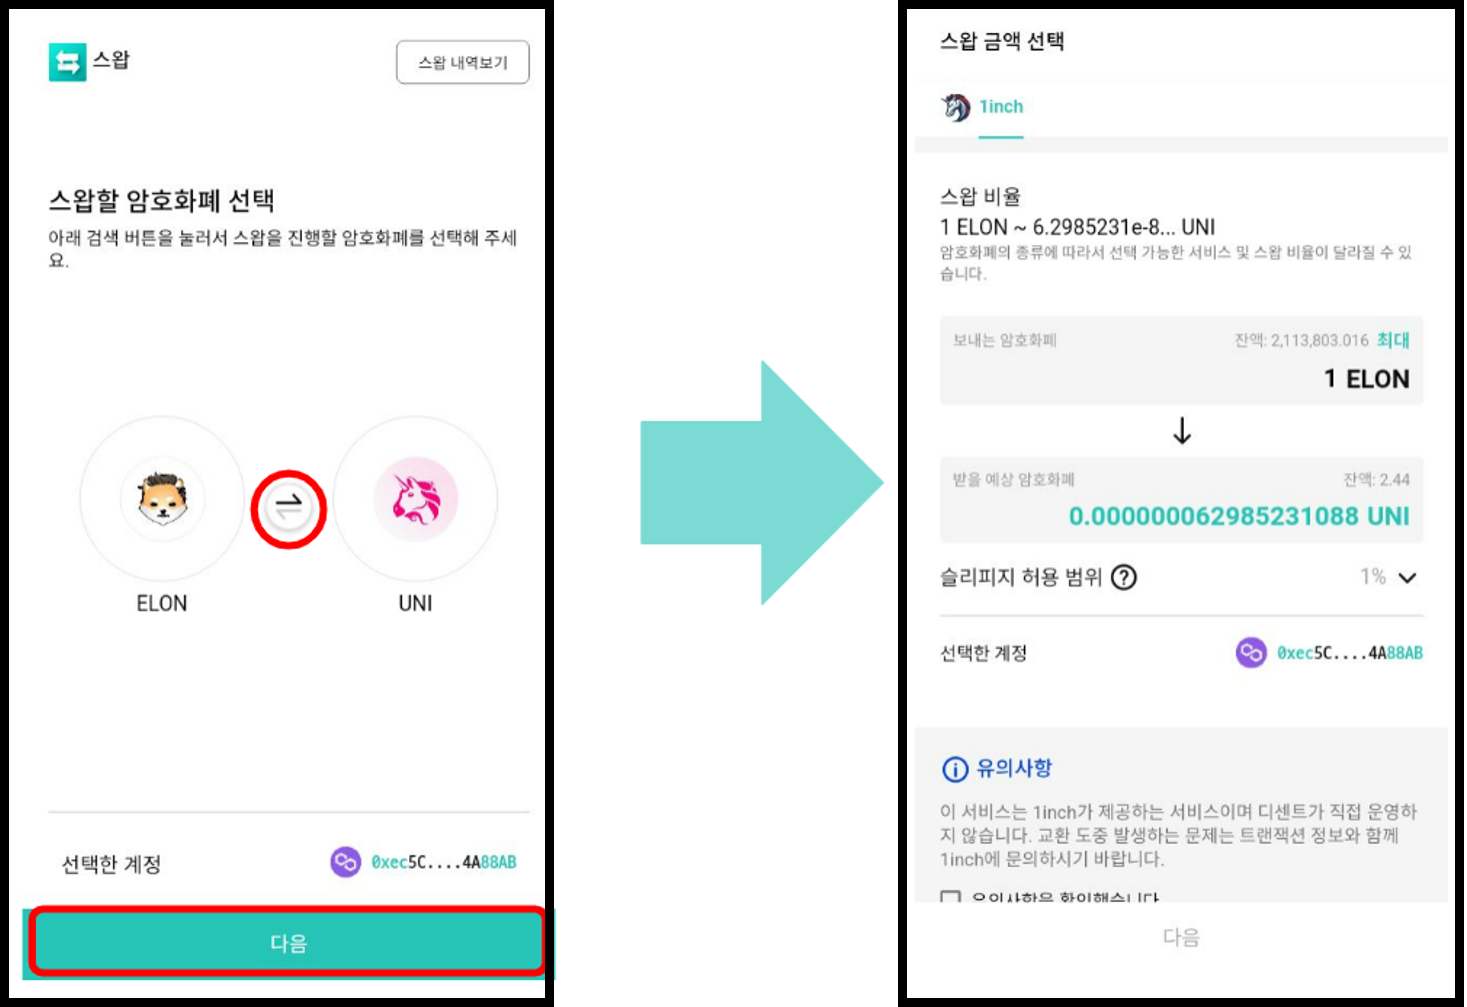 스왑
스왑 내역보기
스왑할 암호화폐 선택
아래 검색 버튼을 눌러서 스왑을 진행할 암호화폐를 선택해 주세
요.
ELON
UNI
선택한 계정
0xec5C....4A88AB
다음
스왑 금액 선택
1inch
스왑 비율
1 ELON ~ 6.2985231e-8... UNI
암호화폐의 종류에 따라서 선택 가능한 서비스 및 스왑 비율이 달라질 수 있
습니다.
보내는 암호화폐
잔액: 2,113,803.016 최대
1 ELON
받을 예상 암호화폐
잔액: 2.44
0.000000062985231088 UNI
슬리피지 허용 범위 ?
1%
선택한 계정
0xec5C....4A88AB
유의사항
이 서비스는 1inch가 제공하는 서비스이며 디센트가 직접 운영하
지 않습니다. 교환 도중 발생하는 문제는 트랜잭션 정보와 함께
1inch에 문의하시기 바랍니다.
유의사항을 확인했습니다
다음